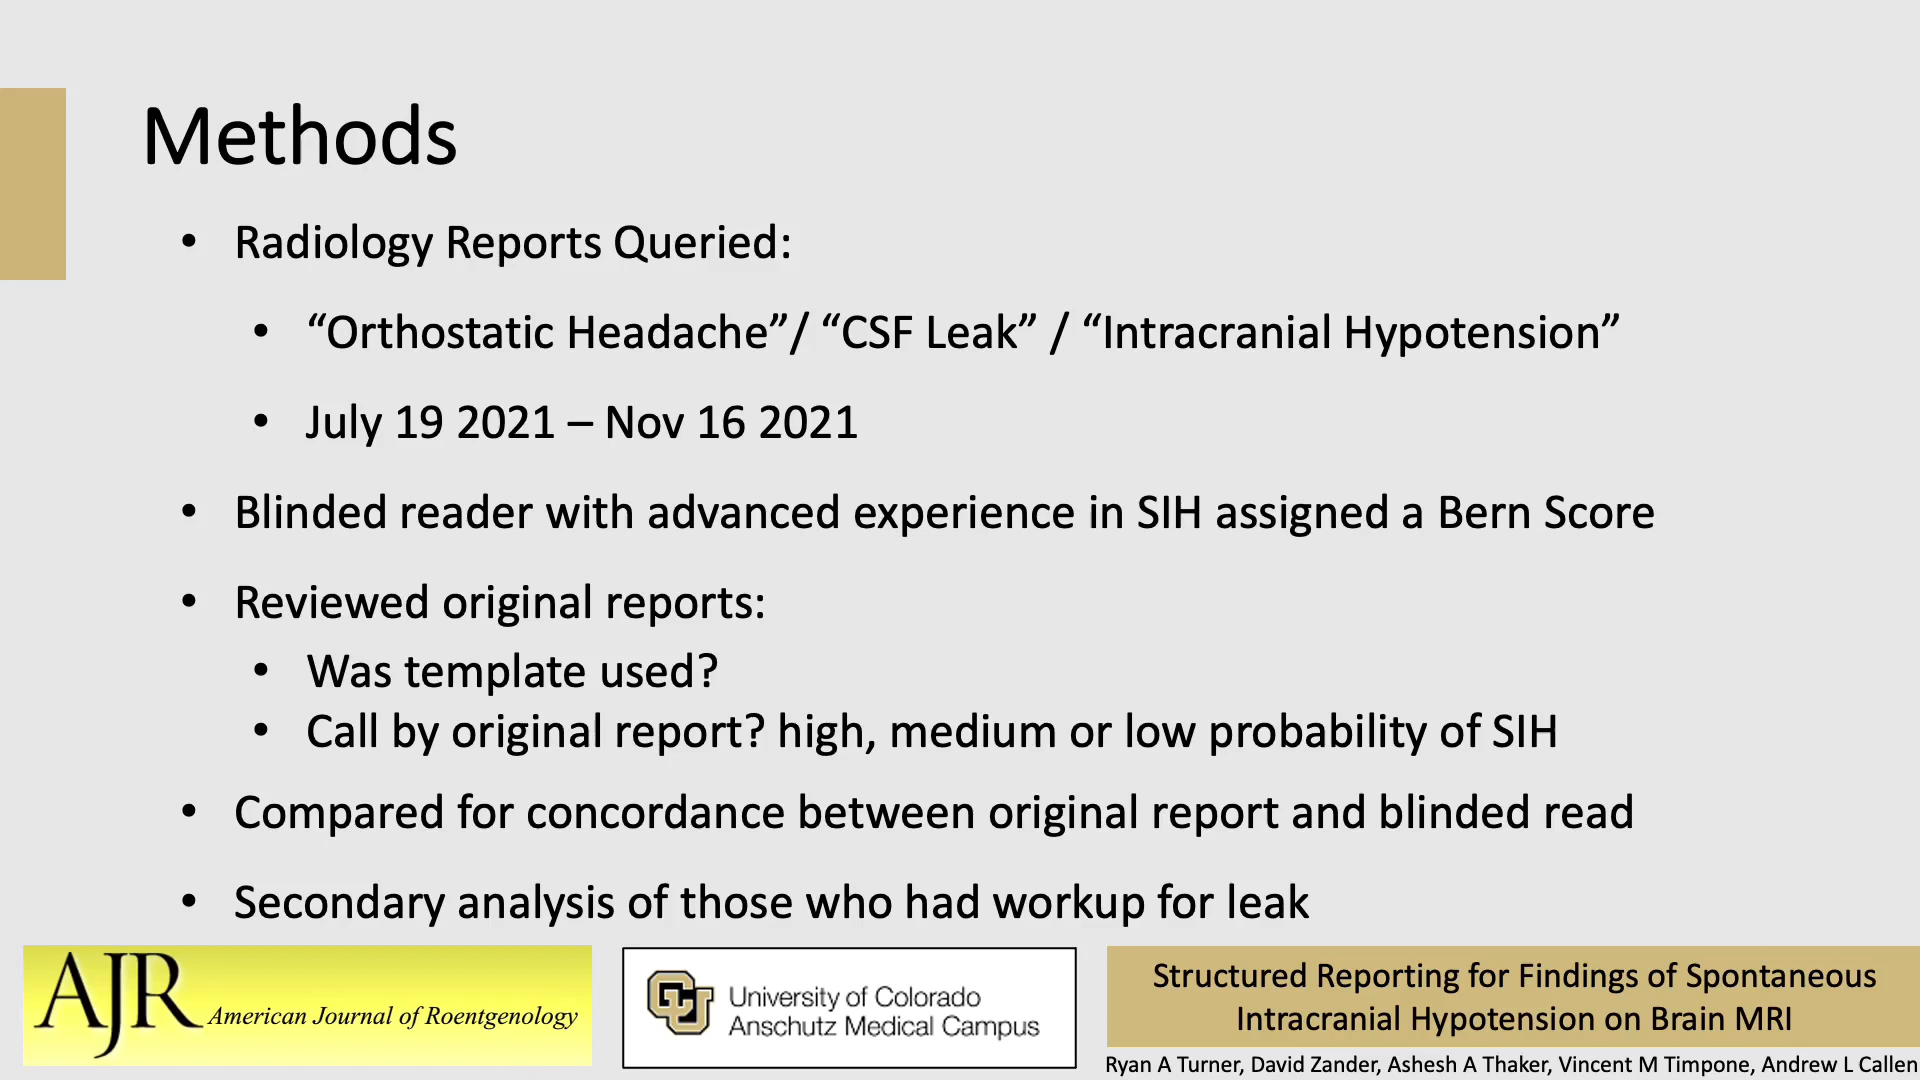 Methods
• Radiology Reports Queried:
• “Orthostatic Headache”/ “CSF Leak” / “Intracranial Hypotension”
• July 19 2021 – Nov 16 2021
• Blinded reader with advanced experience in SIH assigned a Bern Score
• Reviewed original reports:
• Was template used?
• Call by original report? high, medium or low probability of SIH
• Compared for concordance between original report and blinded read
• Secondary analysis of those who had workup for leak
AJR American Journal of Roentgenology
CU
University of Colorado
Anschutz Medical Campus
Structured Reporting for Findings of Spontaneous
Intracranial Hypotension on Brain MRI
Ryan A Turner, David Zander, Ashesh A Thaker, Vincent M Timpone, Andrew L Callen